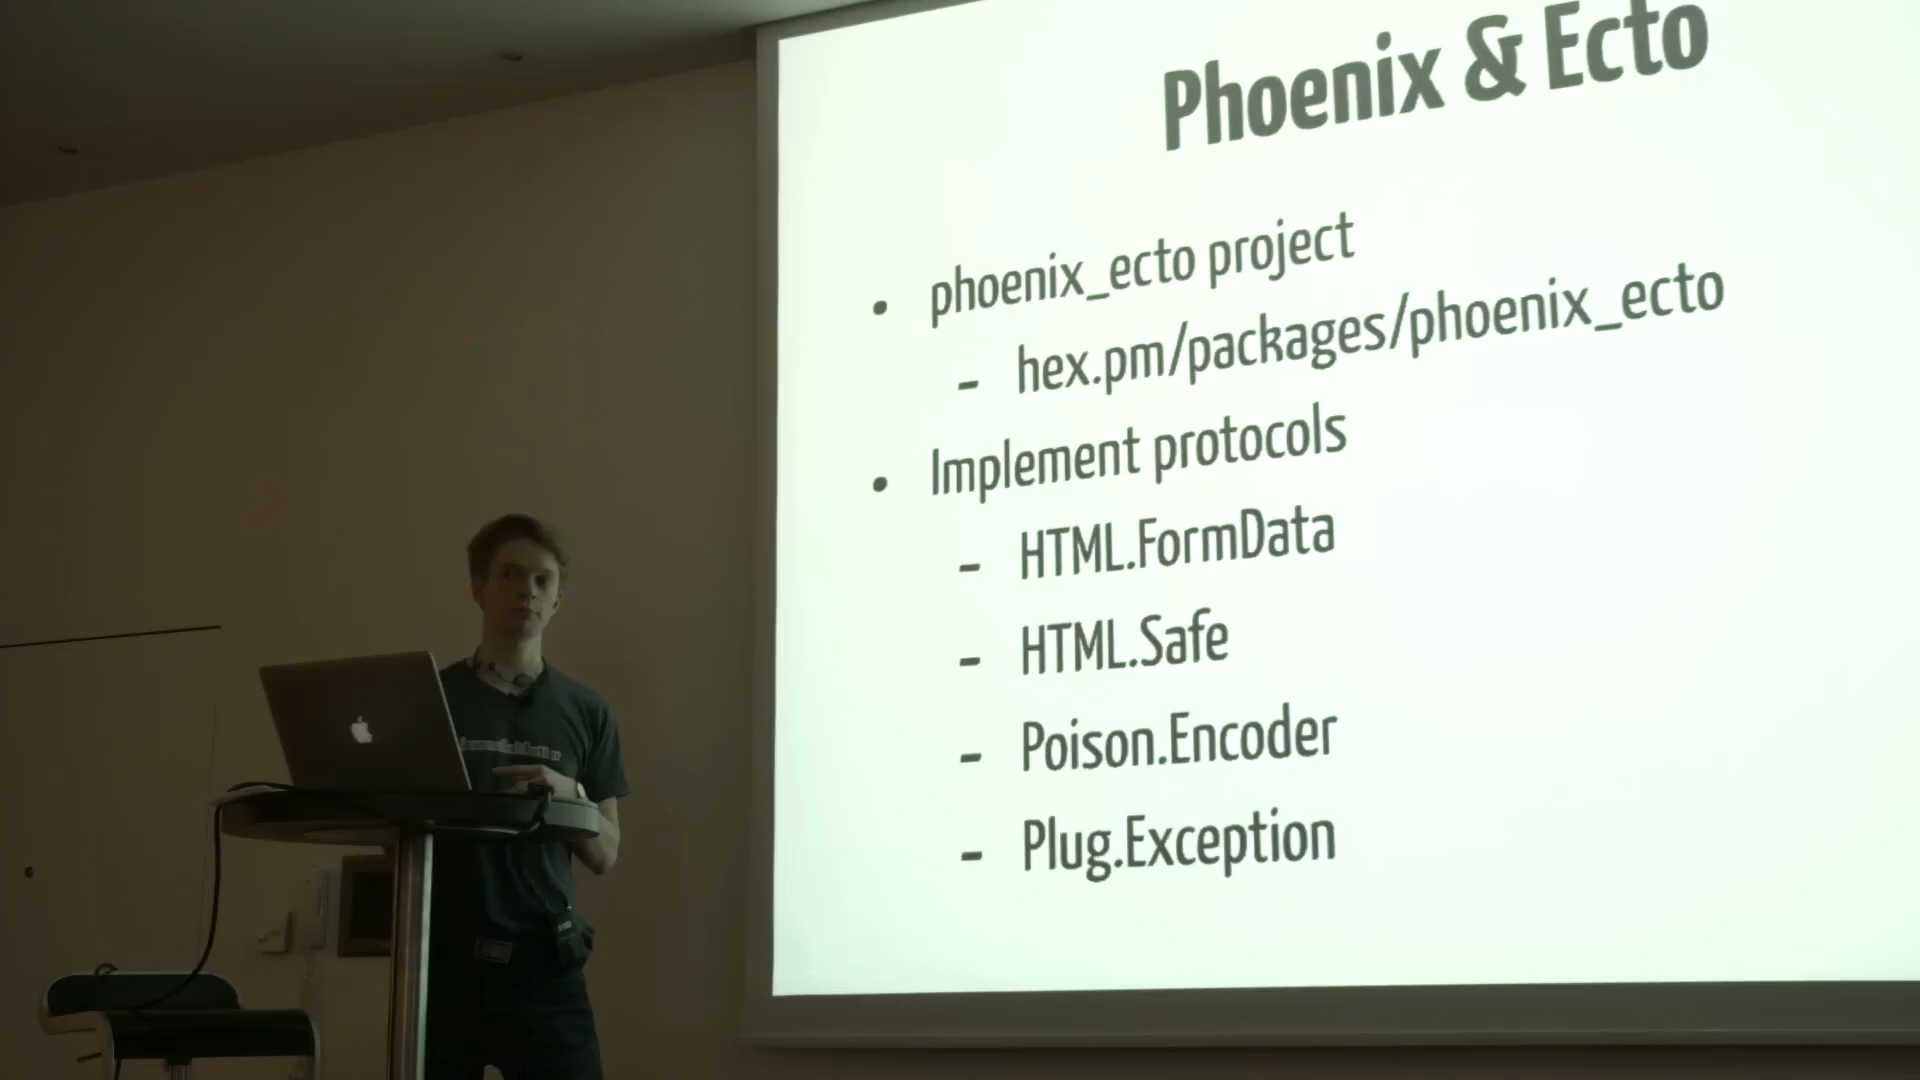 Phoenix & Ecto
• phoenix_ecto project
- hex.pm/packages/phoenix_ecto
• Implement protocols
- HTML.FormData
- HTML.Safe
- Poison.Encoder
- Plug.Exception